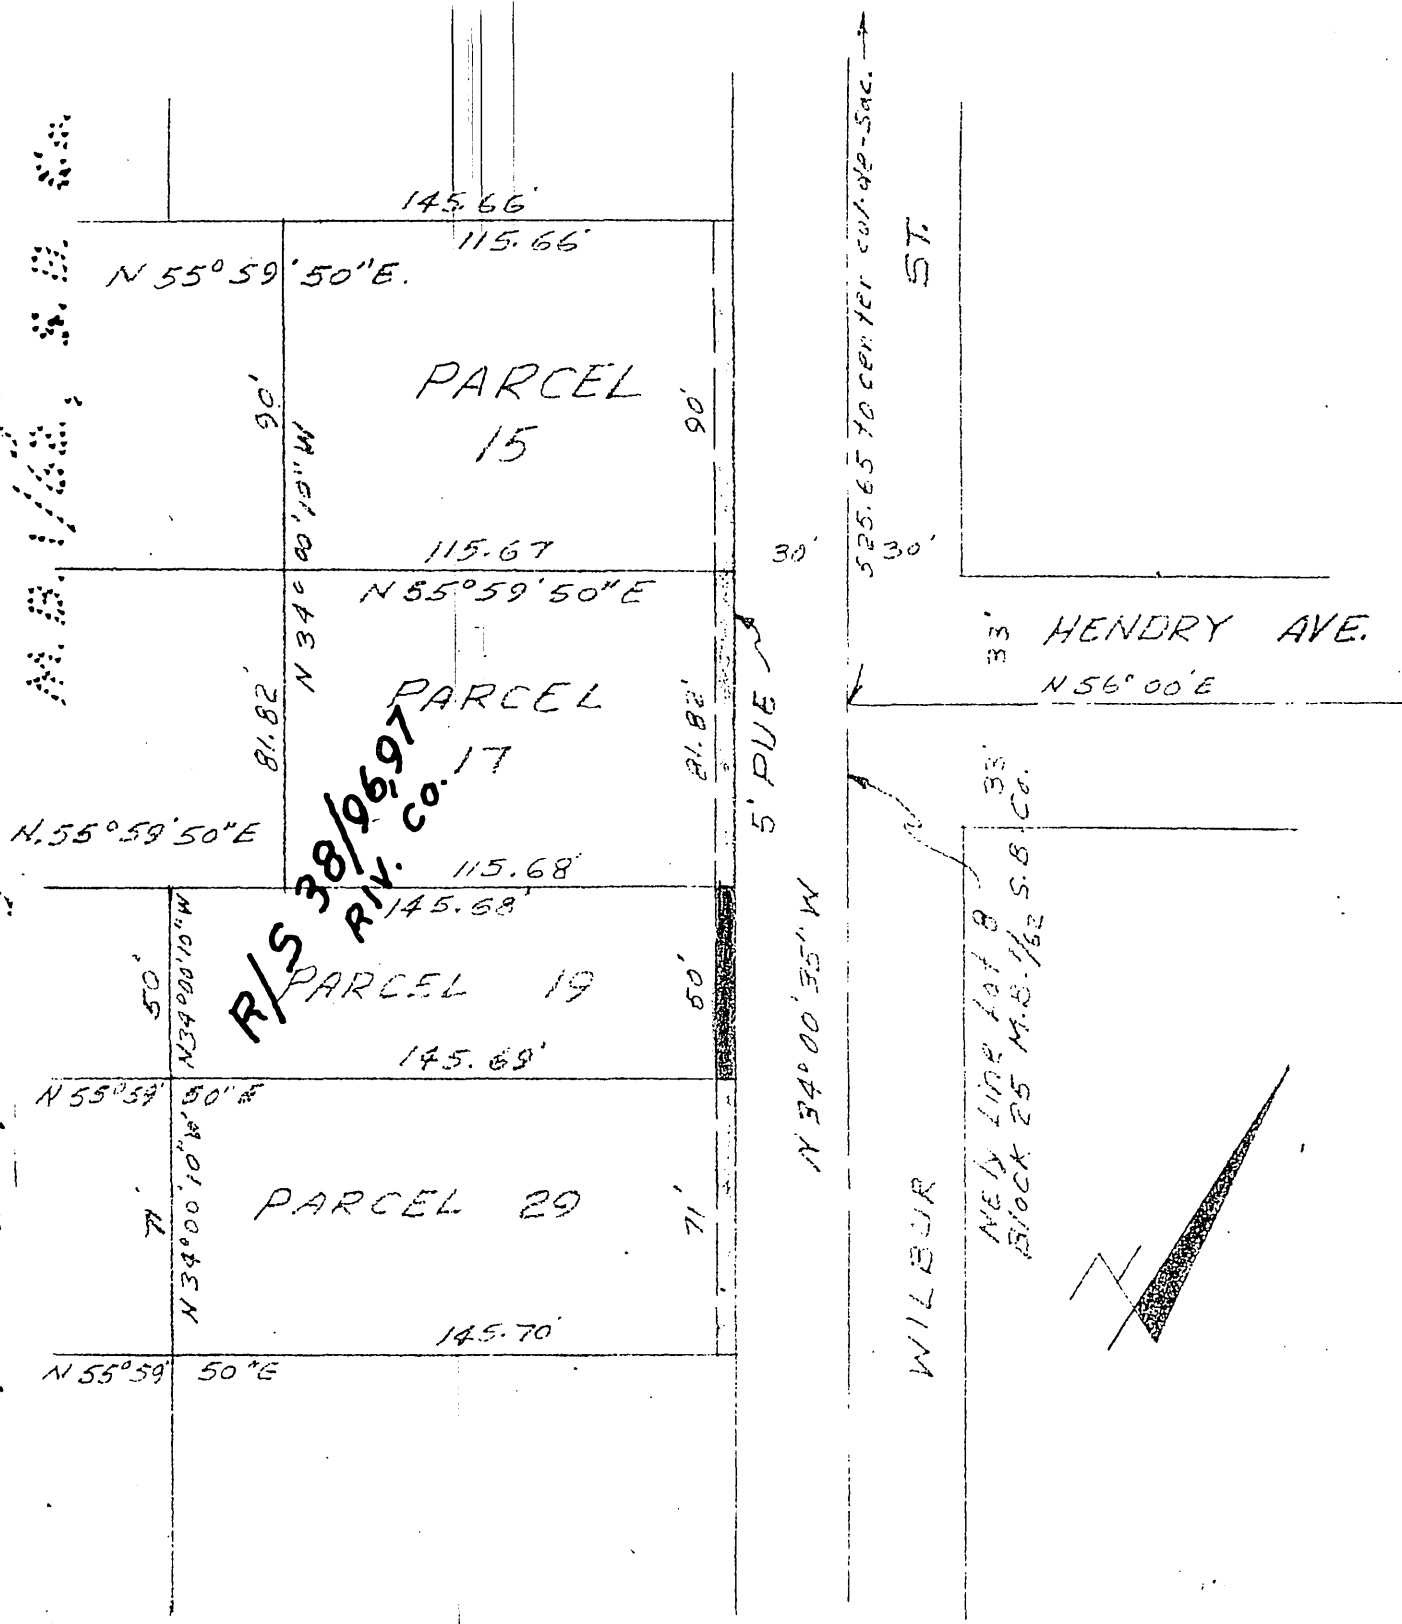 M.B. 1/62, S.B. Co.
145.66'
115.66'
N 55°59'50"E.
PARCEL
15
90'
90'
N 34°00'10"W
115.67
N 55°59'50"E
PARCEL
17
81.82'
81.82'
N.55°59'50"E
115.68'
145.68'
R/S 38/96,97
RIV. CO.
PARCEL 19
50'
50'
N34°00'10"W
145.69'
N 55°59' 50"E
PARCEL 29
71'
71'
N 34°00'10"W
145.70'
N 55°59' 50"E
5' PUE
30'
30'
525.65 to center cul-de-sac.
ST.
WILBUR
N 34°00'35"W
33'
HENDRY AVE.
N 56°00'E
33'
NE'ly Line Lot 8
Block 25 M.B. 1/62 S.B. Co.
N